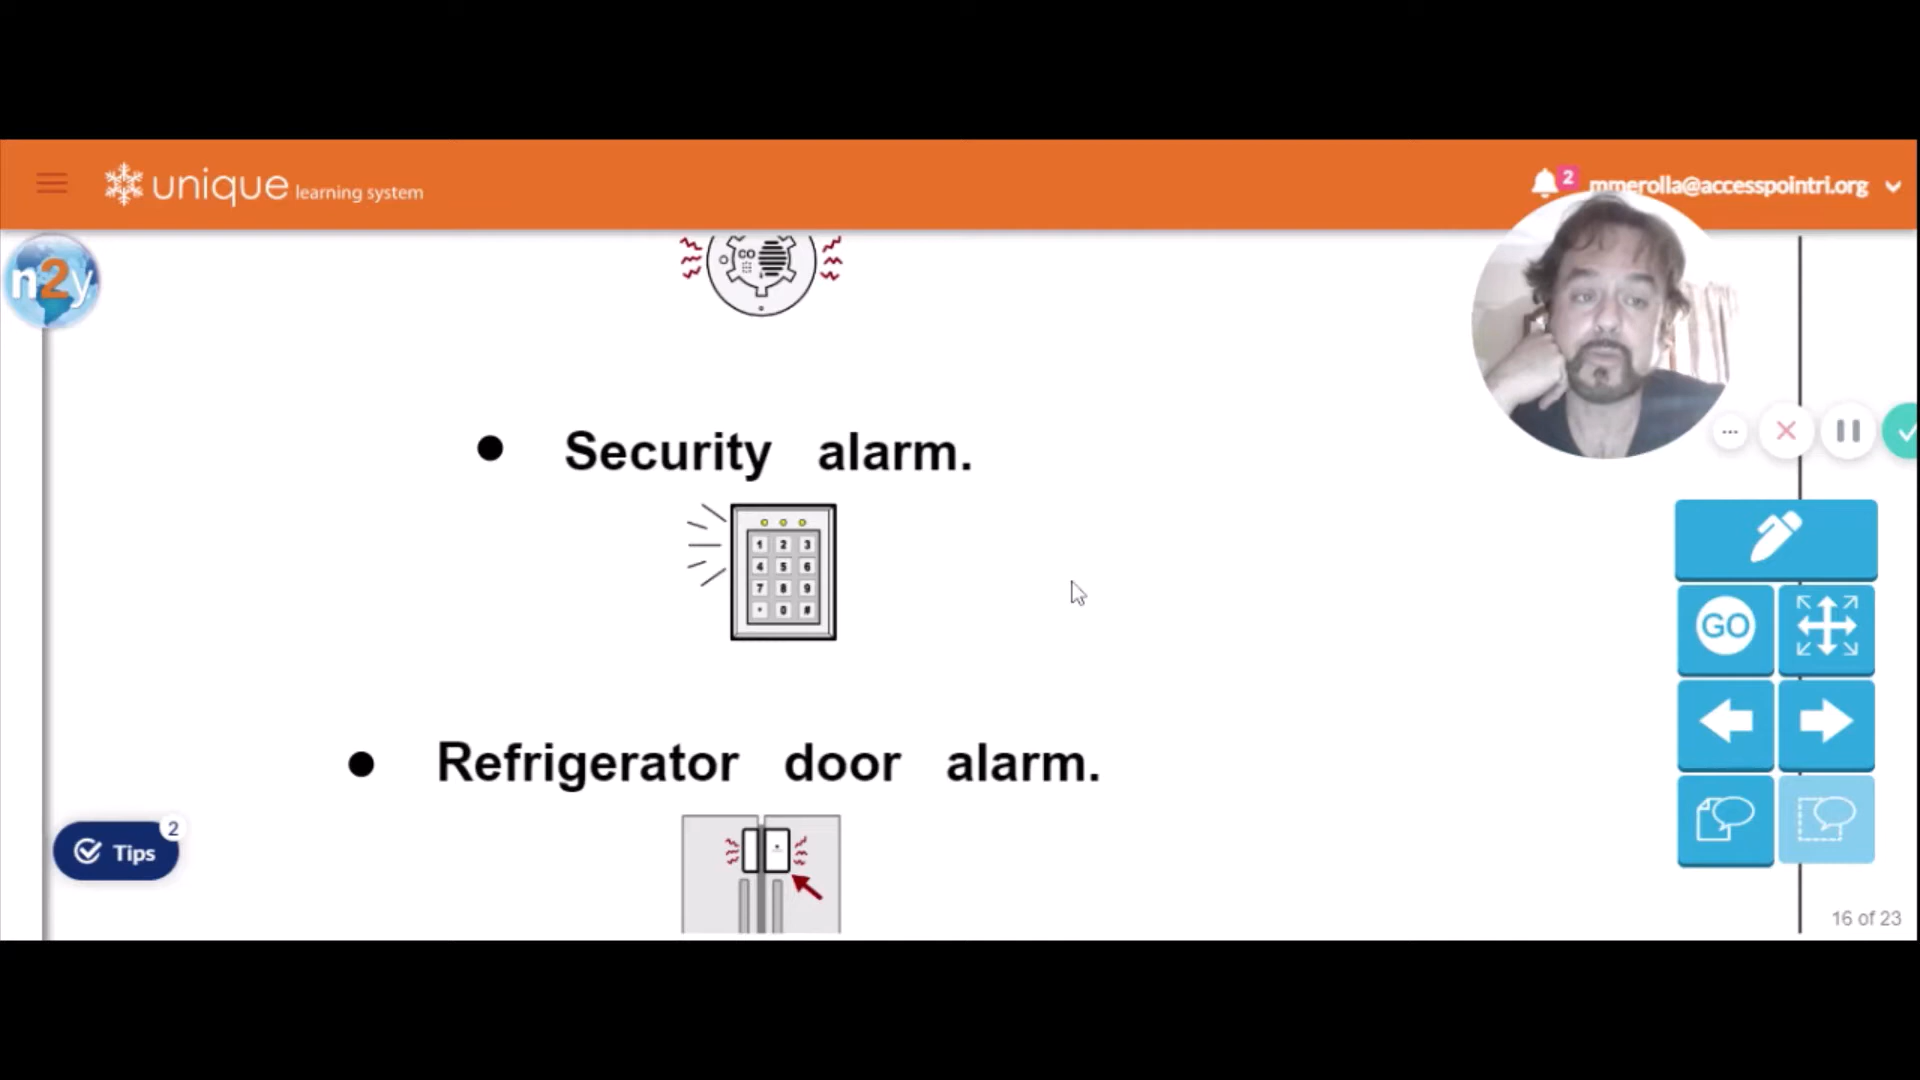 unique learning system
2
mmerolla@accesspointri.org
n2y
CO
Security alarm.
1 2 3
4 5 6
7 8 9
* 0 #
Refrigerator door alarm.
GO
Tips
2
16 of 23